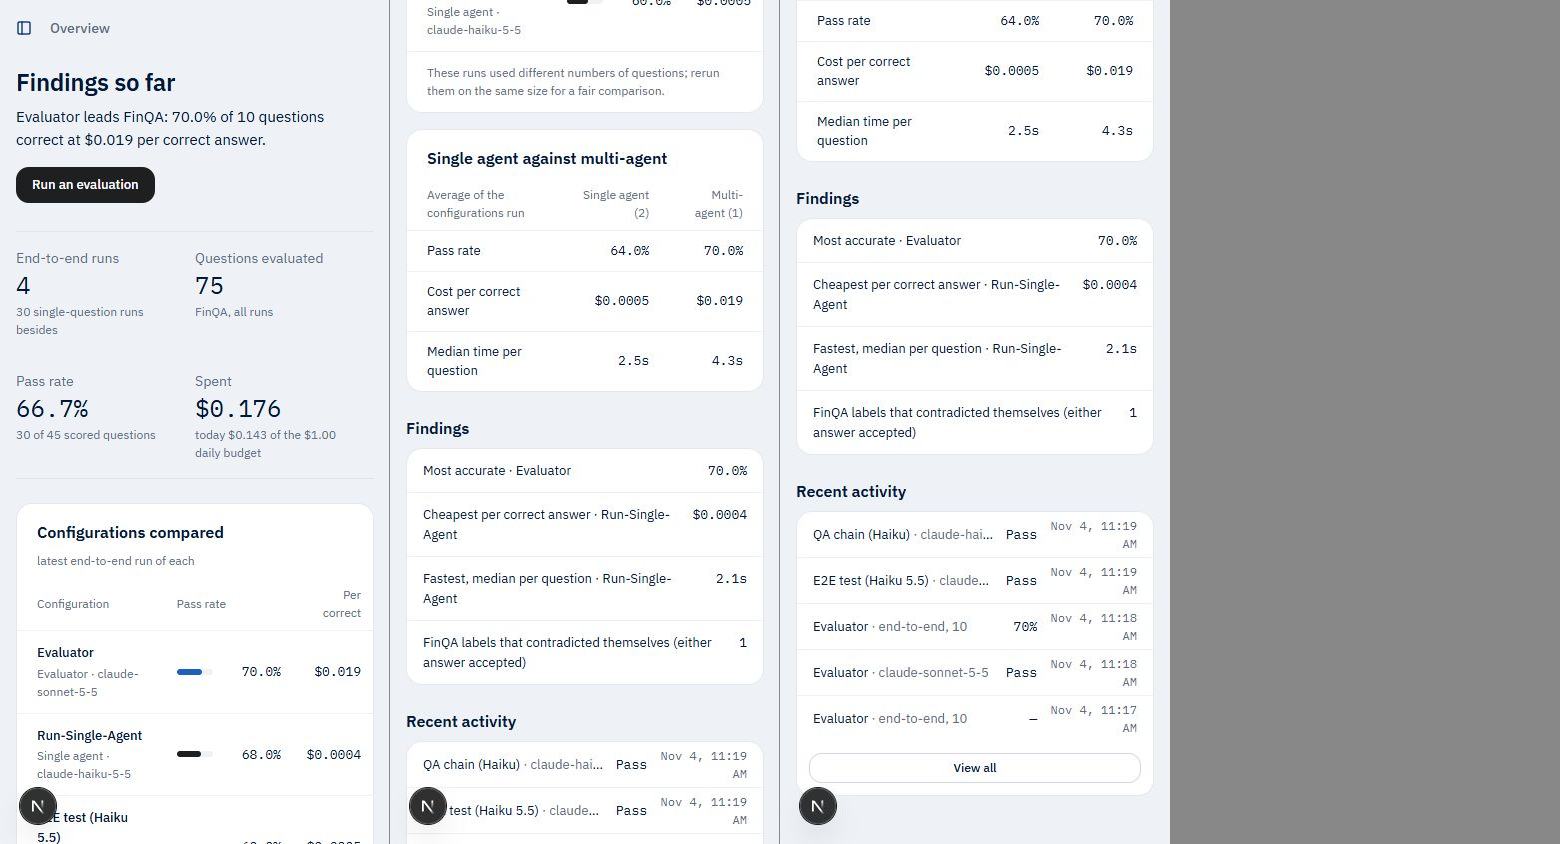 Overview
Findings so far
Evaluator leads FinQA: 70.0% of 10 questions
correct at $0.019 per correct answer.
Run an evaluation
End-to-end runs
4
30 single-question runs
besides
Questions evaluated
75
FinQA, all runs
Pass rate
66.7%
30 of 45 scored questions
Spent
$0.176
today $0.143 of the $1.00
daily budget
Configurations compared
latest end-to-end run of each
Configuration Pass rate Per
correct
Evaluator
Evaluator · claude-
sonnet-5-5
70.0% $0.019
Run-Single-Agent
Single agent ·
claude-haiku-5-5
68.0% $0.0004
test (Haiku
5.5)
N
Single agent ·
claude-haiku-5-5
60.0% $0.0005
These runs used different numbers of questions; rerun
them on the same size for a fair comparison.
Single agent against multi-agent
Average of the
configurations run
Single agent
(2)
Multi-
agent (1)
Pass rate 64.0% 70.0%
Cost per correct
answer
$0.0005 $0.019
Median time per
question
2.5s 4.3s
Findings
Most accurate · Evaluator 70.0%
Cheapest per correct answer · Run-Single-
Agent
$0.0004
Fastest, median per question · Run-Single-
Agent
2.1s
FinQA labels that contradicted themselves (either
answer accepted)
1
Recent activity
QA chain (Haiku) · claude-hai... Pass Nov 4, 11:19
AM
test (Haiku 5.5) · claude... Pass Nov 4, 11:19
AM
N
Pass rate 64.0% 70.0%
Cost per correct
answer
$0.0005 $0.019
Median time per
question
2.5s 4.3s
Findings
Most accurate · Evaluator 70.0%
Cheapest per correct answer · Run-Single-
Agent
$0.0004
Fastest, median per question · Run-Single-
Agent
2.1s
FinQA labels that contradicted themselves (either
answer accepted)
1
Recent activity
QA chain (Haiku) · claude-hai... Pass Nov 4, 11:19
AM
E2E test (Haiku 5.5) · claude... Pass Nov 4, 11:19
AM
Evaluator · end-to-end, 10 70% Nov 4, 11:18
AM
Evaluator · claude-sonnet-5-5 Pass Nov 4, 11:18
AM
Evaluator · end-to-end, 10 — Nov 4, 11:17
AM
View all
N